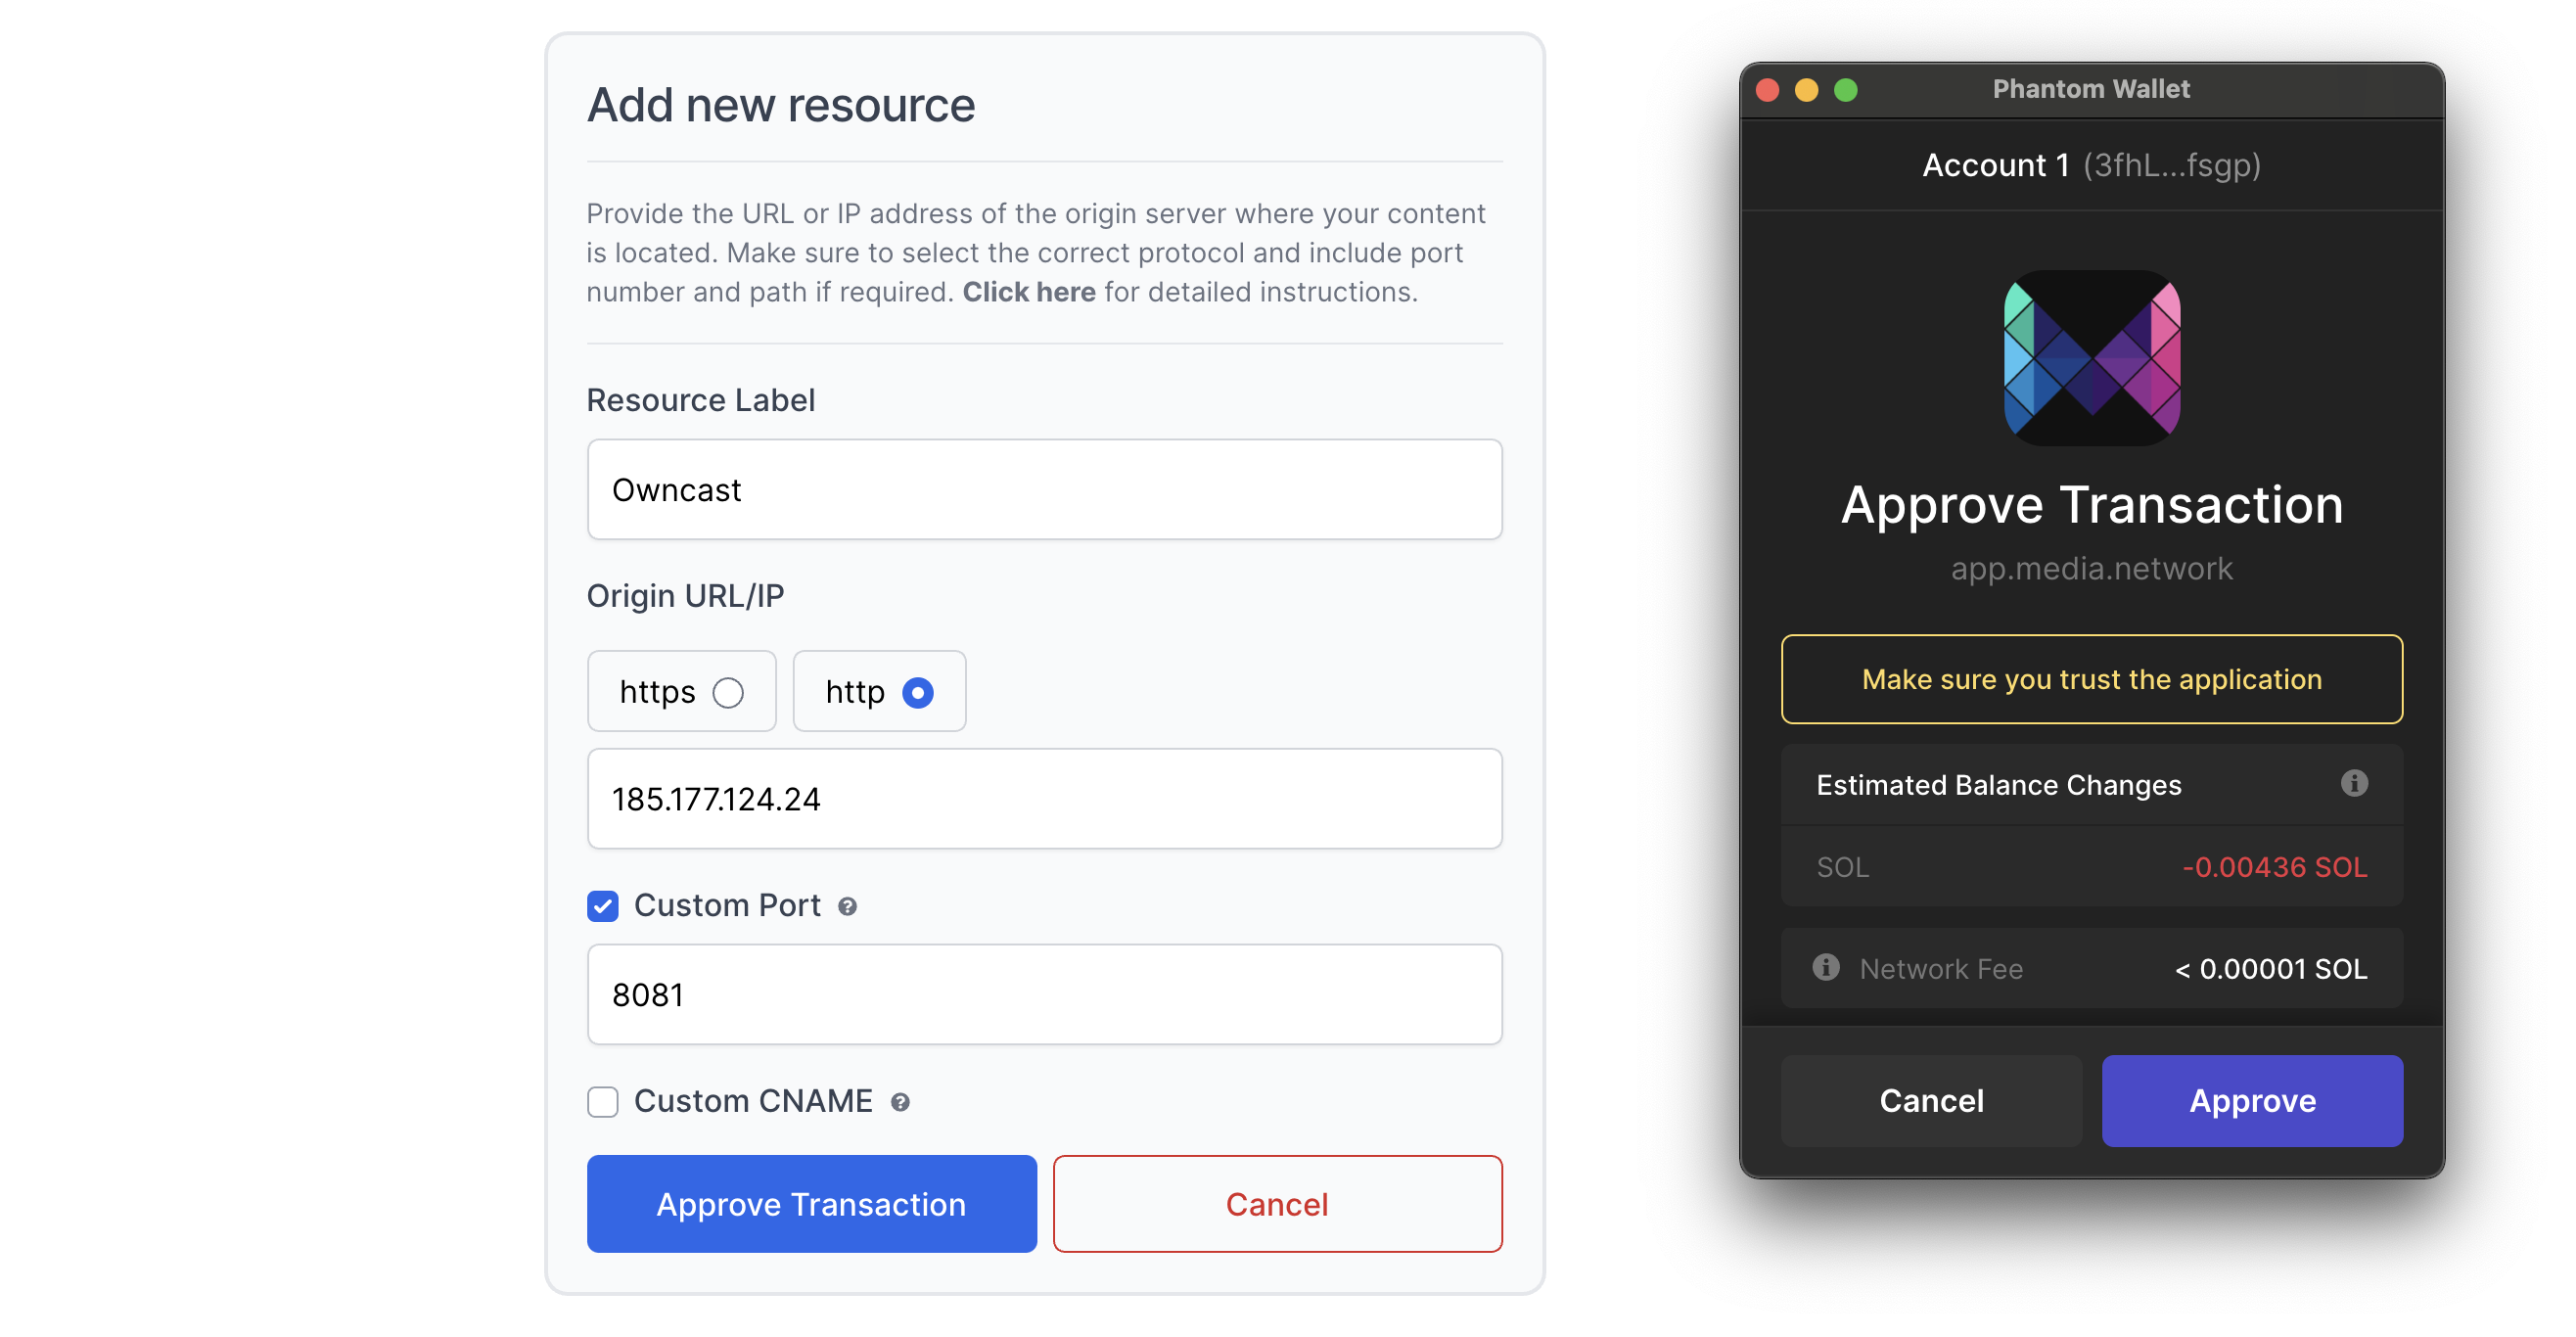 Add new resource
Provide the URL or IP address of the origin server where your content
is located. Make sure to select the correct protocol and include port
number and path if required. Click here for detailed instructions.
Resource Label
Owncast
Origin URL/IP
https
http
185.177.124.24
Custom Port
8081
Custom CNAME
Approve Transaction
Cancel
Phantom Wallet
Account 1 (3fhL...fsgp)
Approve Transaction
app.media.network
Make sure you trust the application
Estimated Balance Changes
SOL -0.00436 SOL
Network Fee < 0.00001 SOL
Cancel
Approve